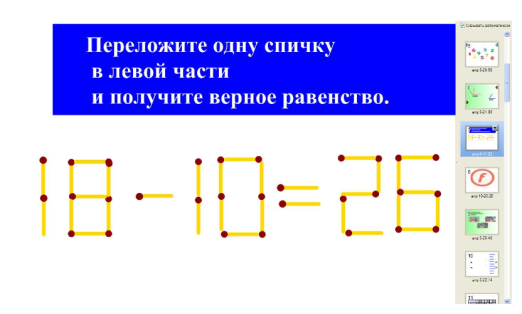 Переложите одну спичку
в левой части
и получите верное равенство.
18 - 10 = 26